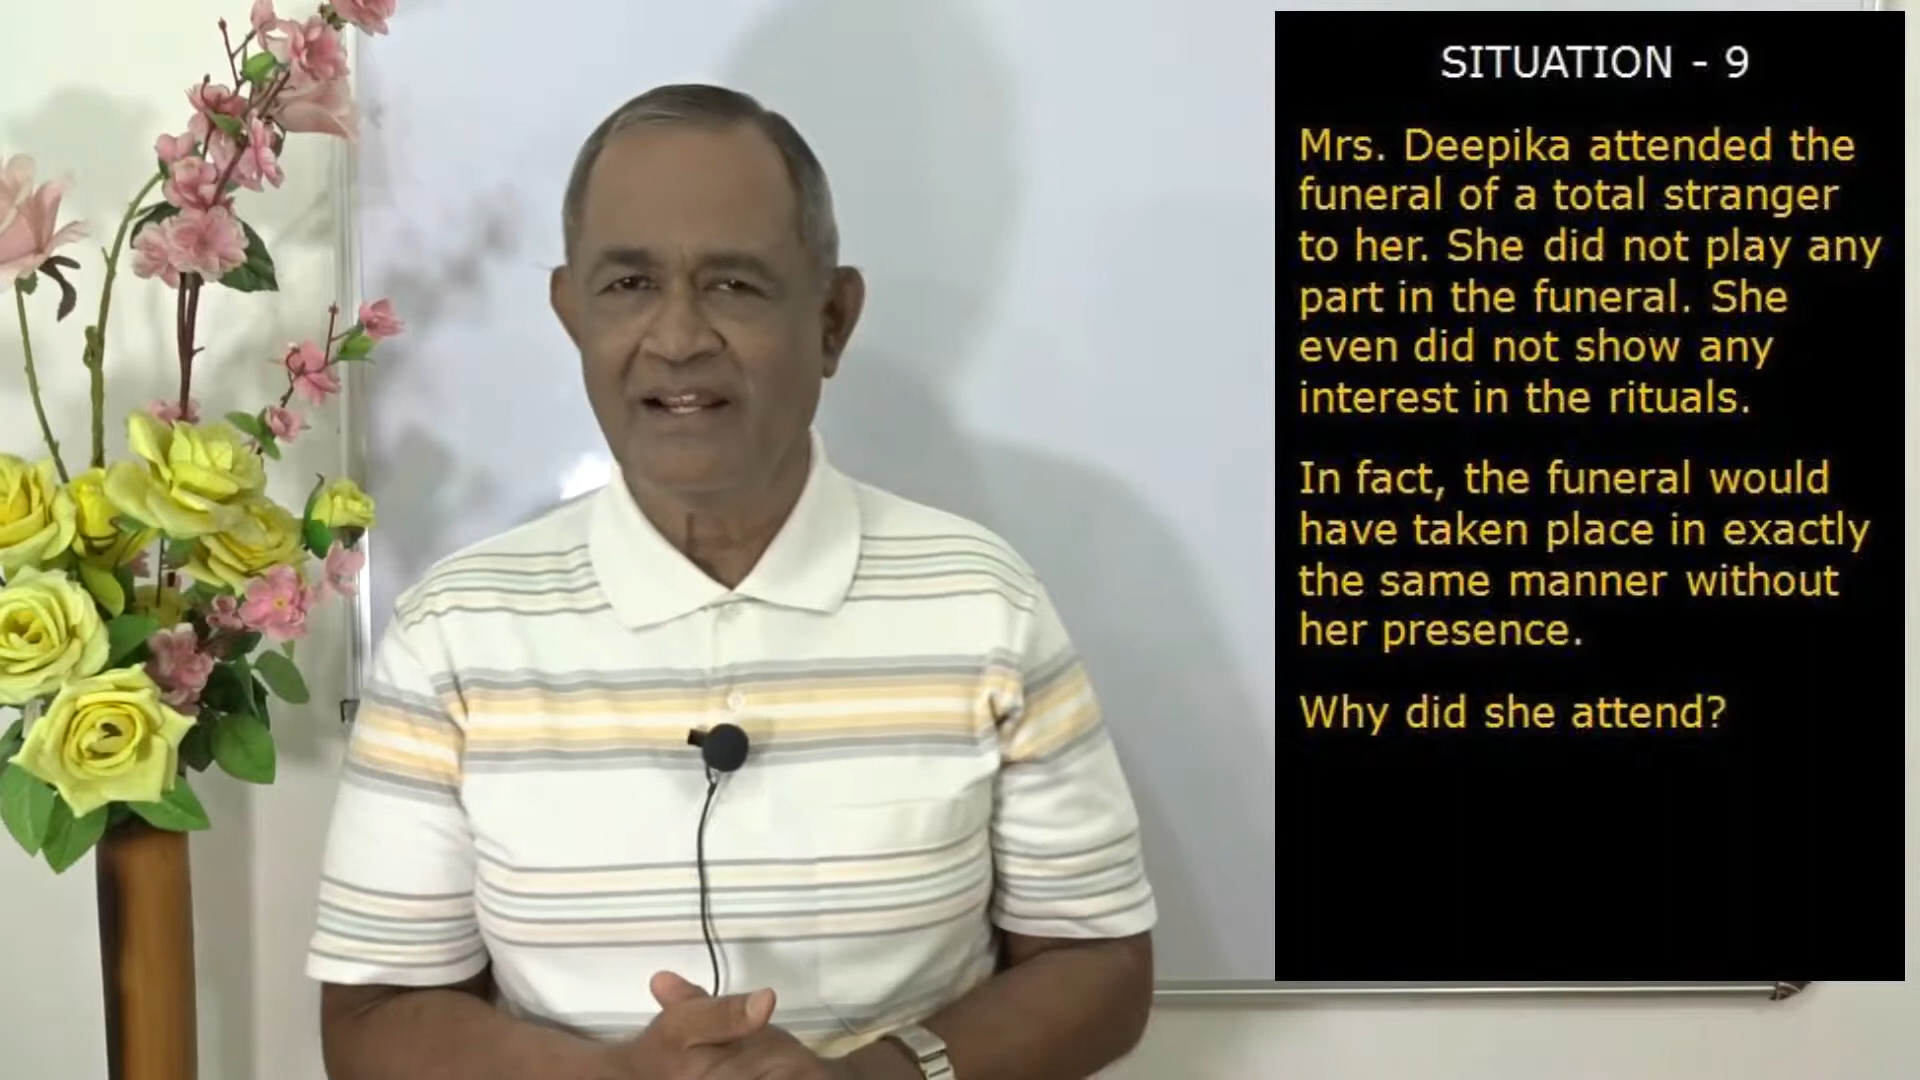 SITUATION - 9
Mrs. Deepika attended the
funeral of a total stranger
to her. She did not play any
part in the funeral. She
even did not show any
interest in the rituals.
In fact, the funeral would
have taken place in exactly
the same manner without
her presence.
Why did she attend?